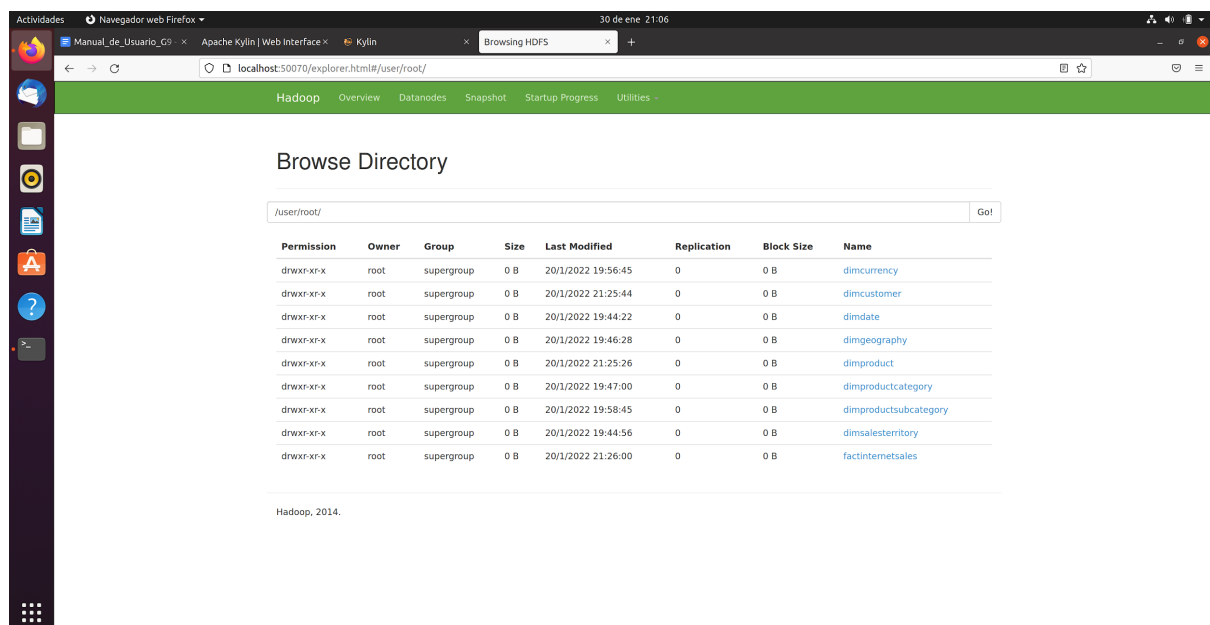 Actividades Navegador web Firefox 30 de ene 21:06
Manual_de_Usuario_G9 - × Apache Kylin | Web Interface × Kylin × Browsing HDFS × +
localhost:50070/explorer.html#/user/root/
Hadoop Overview Datanodes Snapshot Startup Progress Utilities
Browse Directory
/user/root/ Go!
Permission Owner Group Size Last Modified Replication Block Size Name
drwxr-xr-x root supergroup 0 B 20/1/2022 19:56:45 0 0 B dimcurrency
drwxr-xr-x root supergroup 0 B 20/1/2022 21:25:44 0 0 B dimcustomer
drwxr-xr-x root supergroup 0 B 20/1/2022 19:44:22 0 0 B dimdate
drwxr-xr-x root supergroup 0 B 20/1/2022 19:46:28 0 0 B dimgeography
drwxr-xr-x root supergroup 0 B 20/1/2022 21:25:26 0 0 B dimproduct
drwxr-xr-x root supergroup 0 B 20/1/2022 19:47:00 0 0 B dimproductcategory
drwxr-xr-x root supergroup 0 B 20/1/2022 19:58:45 0 0 B dimproductsubcategory
drwxr-xr-x root supergroup 0 B 20/1/2022 19:44:56 0 0 B dimsalesterritory
drwxr-xr-x root supergroup 0 B 20/1/2022 21:26:00 0 0 B factinternetsales
Hadoop, 2014.